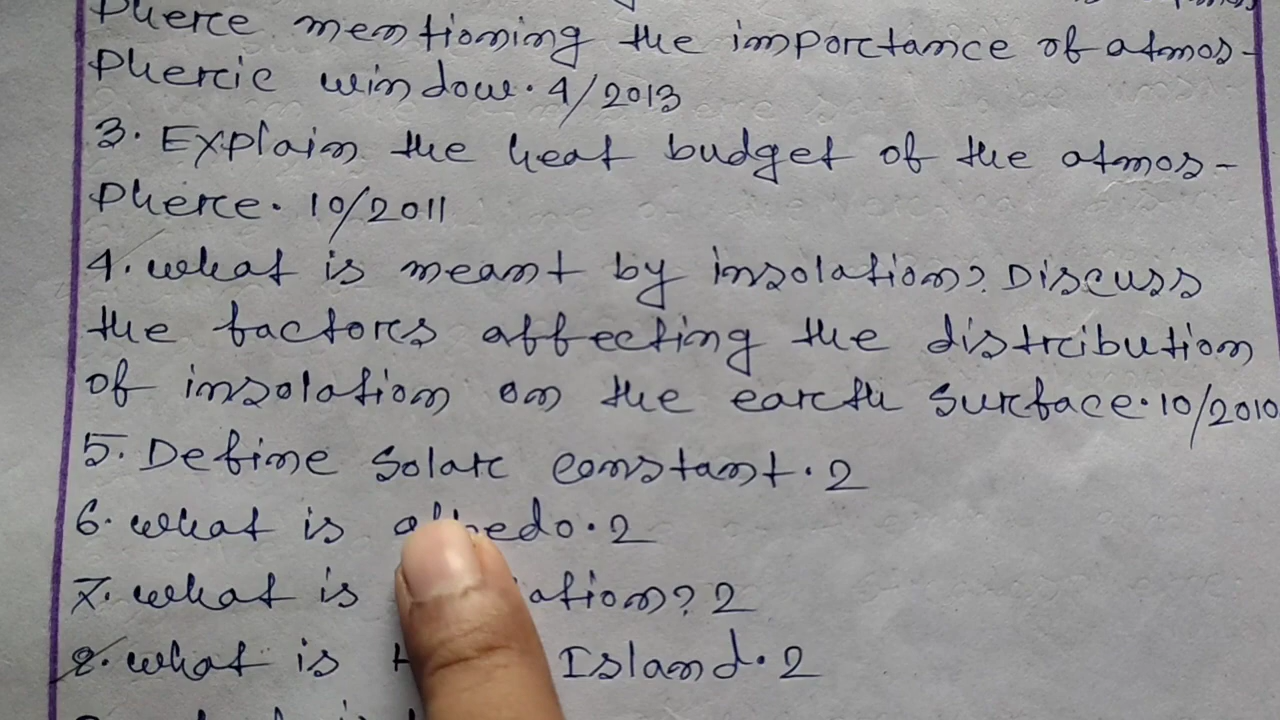 Phere mentioning the importance of atmos-
Pheric window. 4/2013
3. Explain the heat budget of the atmos-
Phere. 10/2011
4. what is meant by insolation? Discuss
the factors affecting the distribution
of insolation on the earth surface. 10/2010
5. Define Solar constant. 2
6. what is albedo. 2
7. what is ation? 2
8. what is Island. 2